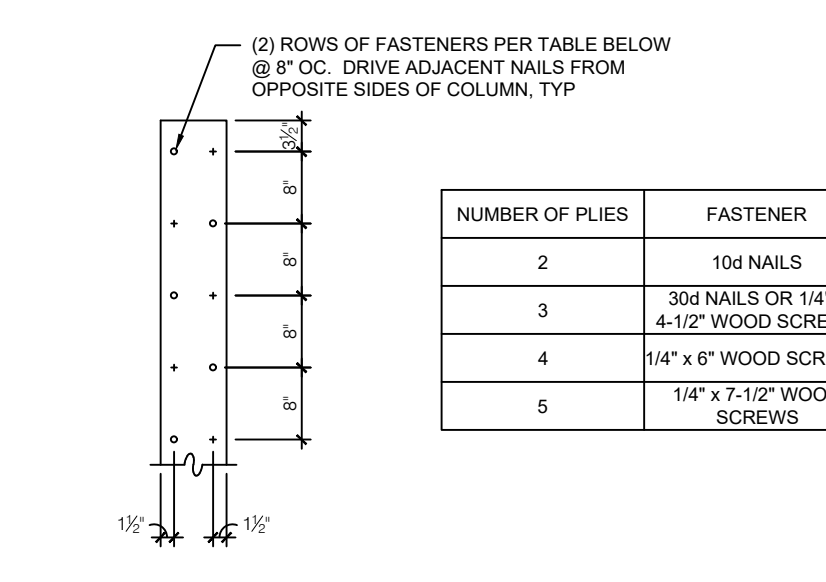 (2) ROWS OF FASTENERS PER TABLE BELOW
@ 8" OC. DRIVE ADJACENT NAILS FROM
OPPOSITE SIDES OF COLUMN, TYP
3½"
8"
8"
8"
8"
1½"
1½"
NUMBER OF PLIES FASTENER
2 10d NAILS
3 30d NAILS OR 1/4"
4-1/2" WOOD
4 1/4" x 6" WOOD
5 1/4" x 7-1/2"
SCREWS